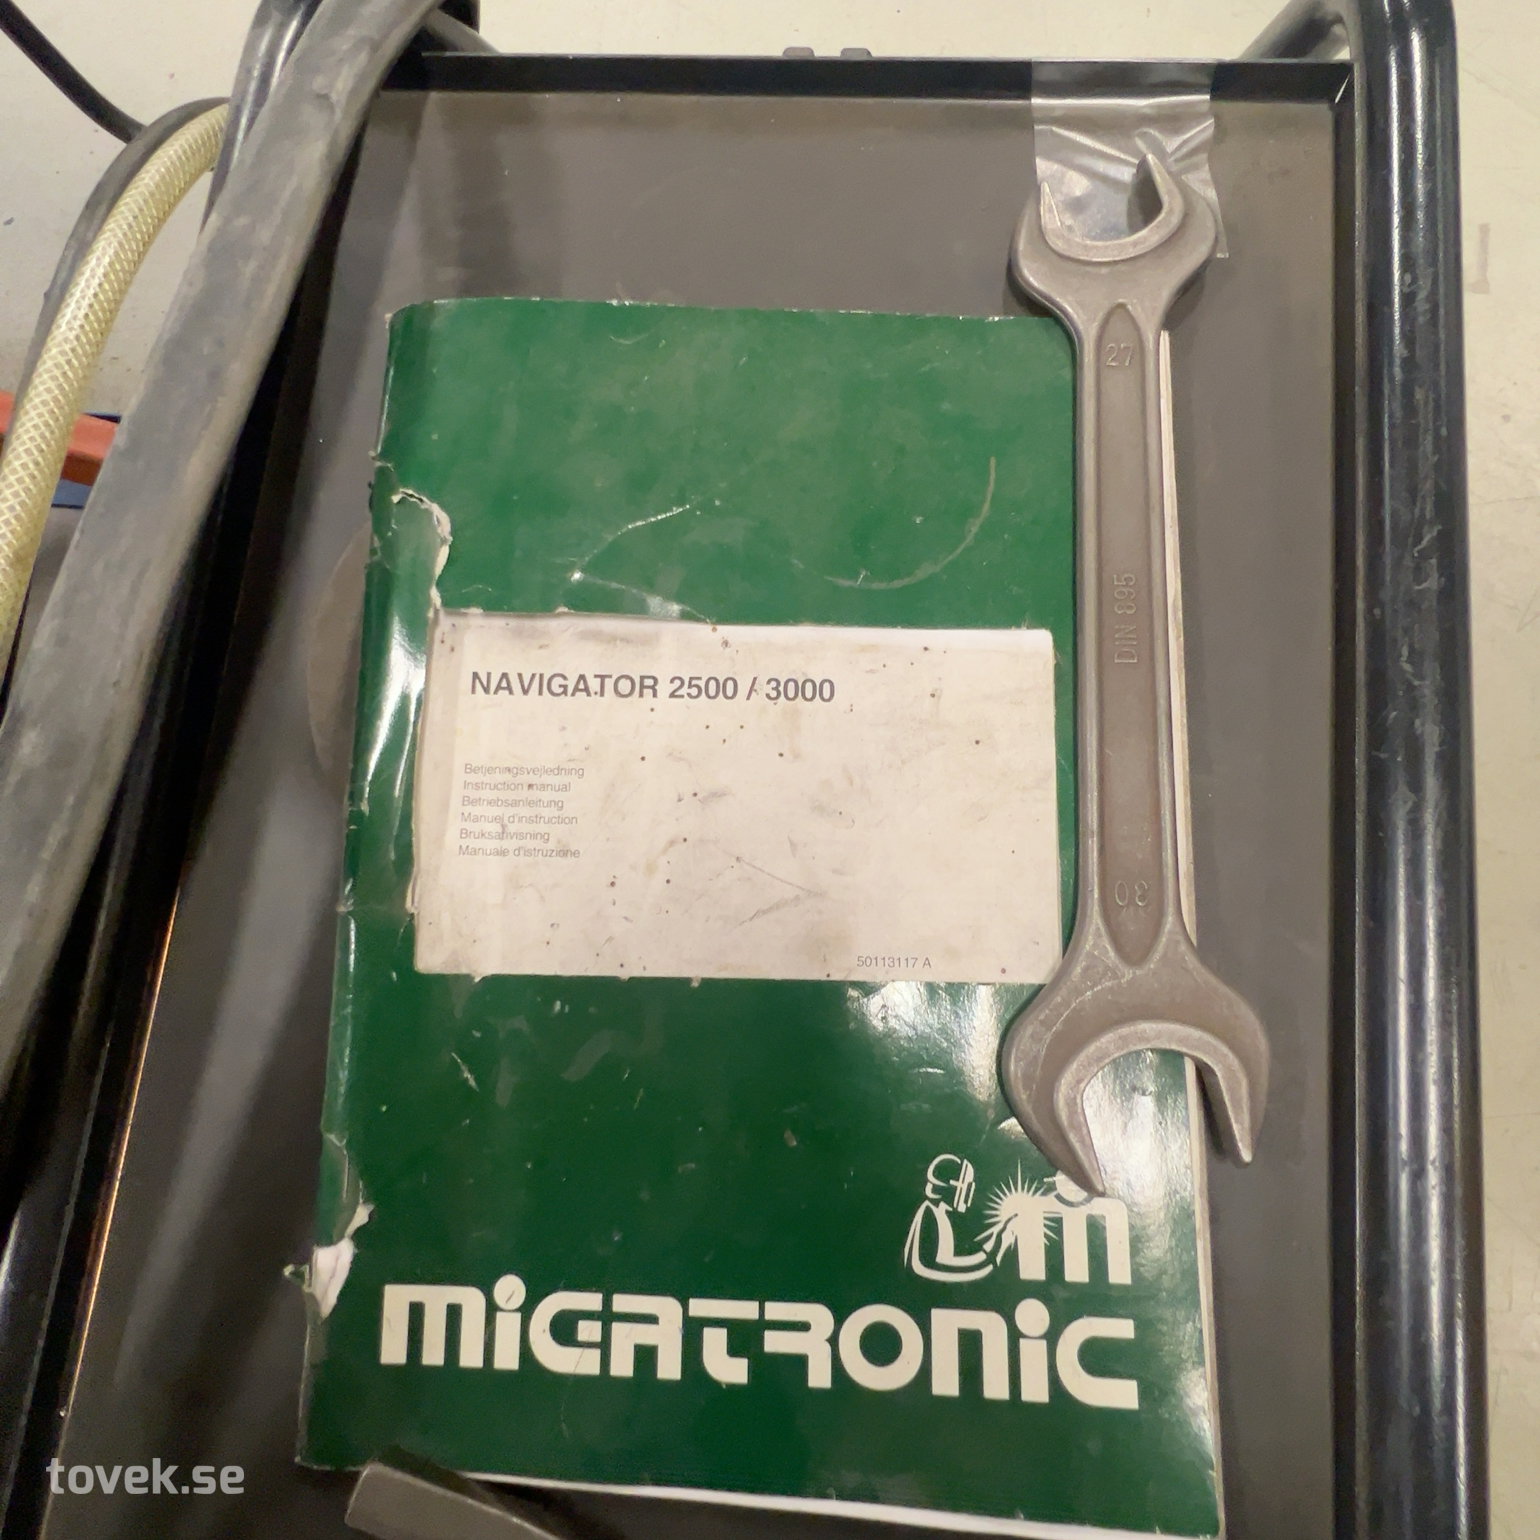 27
DIN 895
30
NAVIGATOR 2500 / 3000
Betjeningsvejledning
Instruction manual
Betriebsanleitung
Manuel d'instruction
Bruksanvisning
Manuale d'istruzione
50113117 A
m
MIGATRONIC
tovek.se